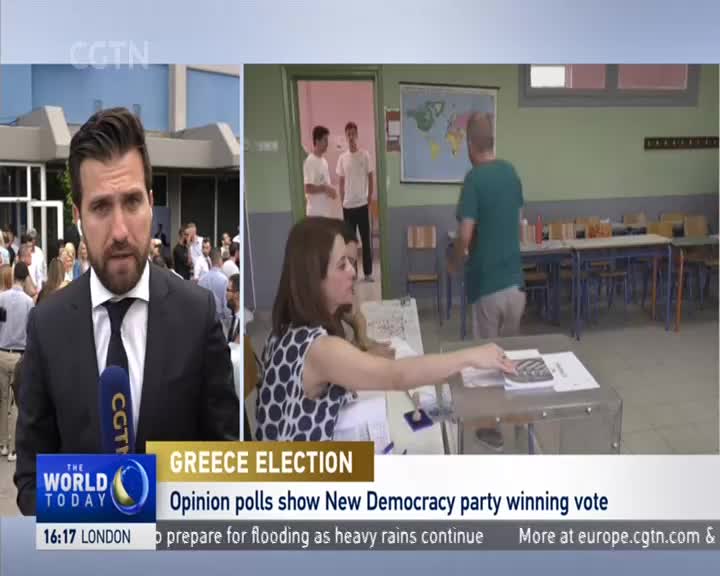 CGTN
CGTN
GREECE ELECTION
THE
WORLD
TODAY
Opinion polls show New Democracy party winning vote
16:17 LONDON
o prepare for flooding as heavy rains continue More at europe.cgtn.com &